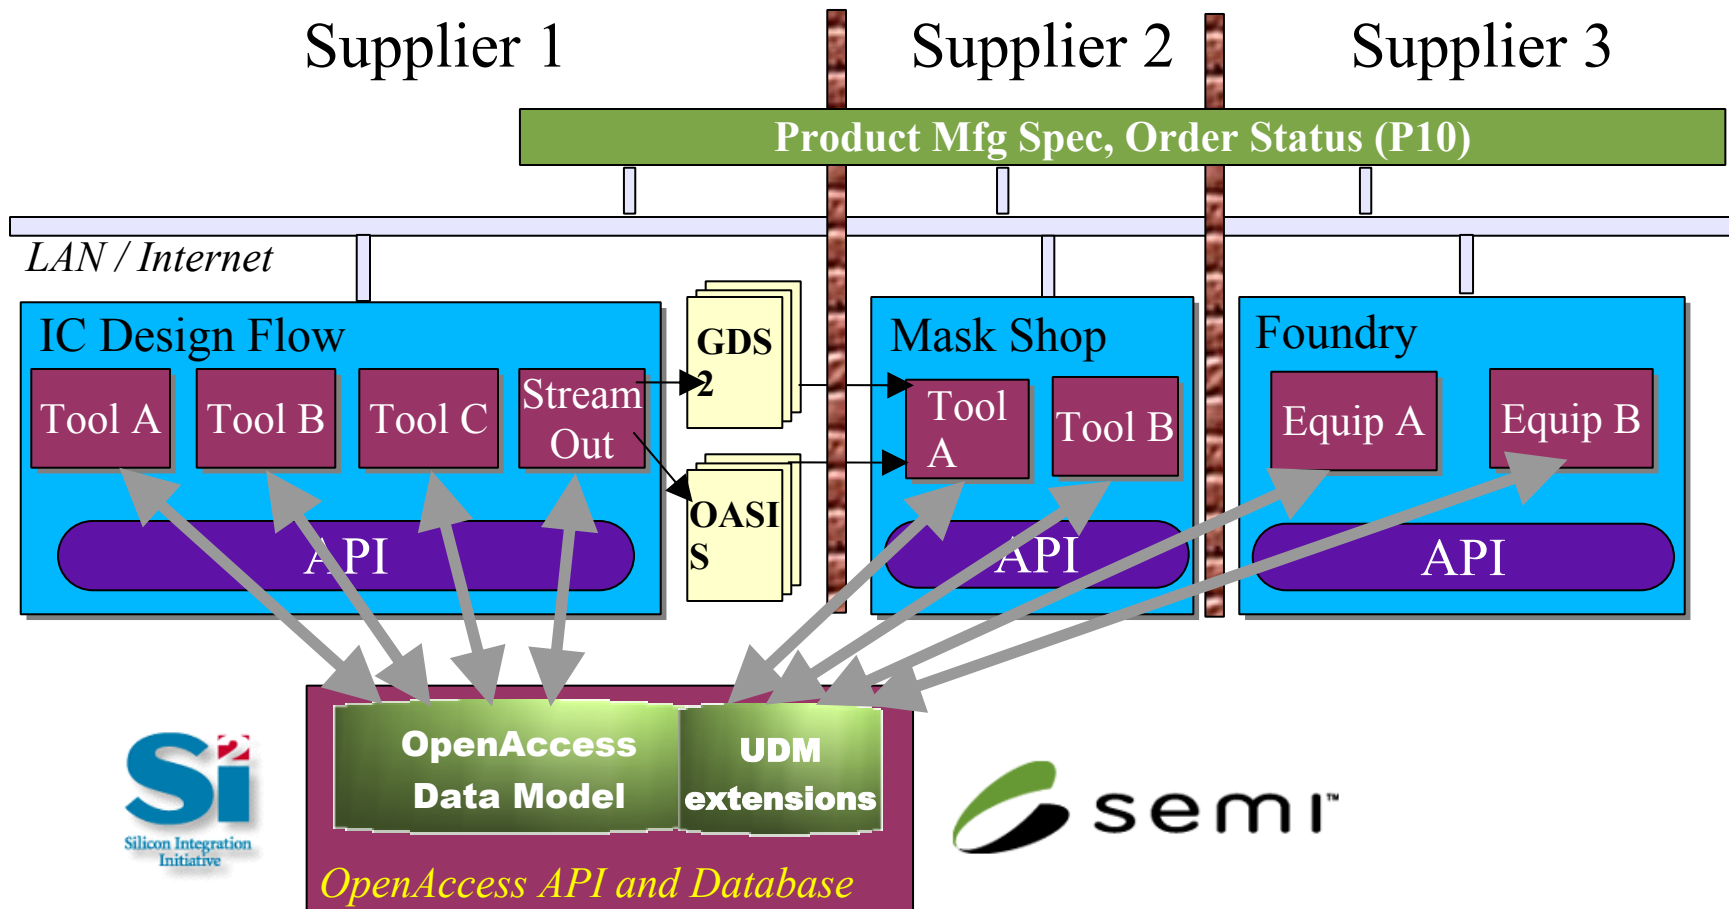 Supplier 1
Supplier 2
Supplier 3
Product Mfg Spec, Order Status (P10)
LAN / Internet
IC Design Flow
Tool A
Tool B
Tool C
Stream
Out
API
GDS
2
OASI
S
Mask Shop
Tool
A
Tool B
API
Foundry
Equip A
Equip B
API
OpenAccess
Data Model
UDM
extensions
OpenAccess API and Database
Si2
Silicon Integration
Initiative
semi™